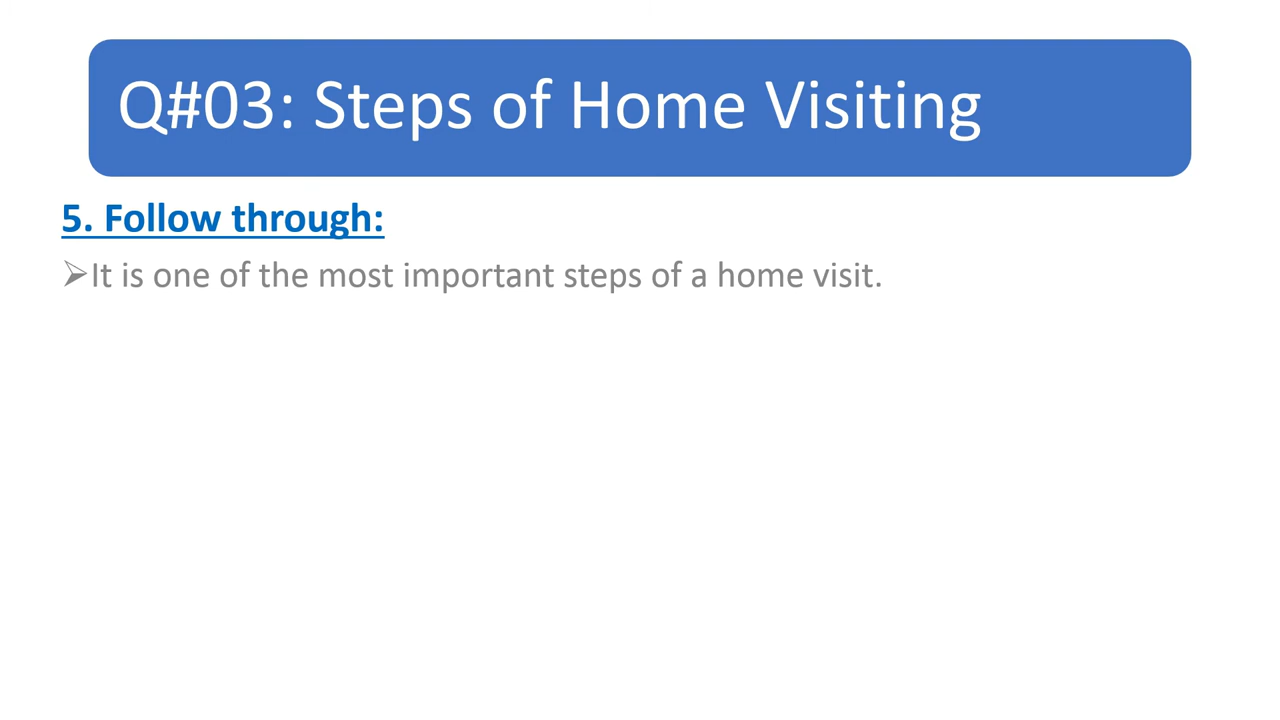 Q#03: Steps of Home Visiting
5. Follow through:
➢It is one of the most important steps of a home visit.